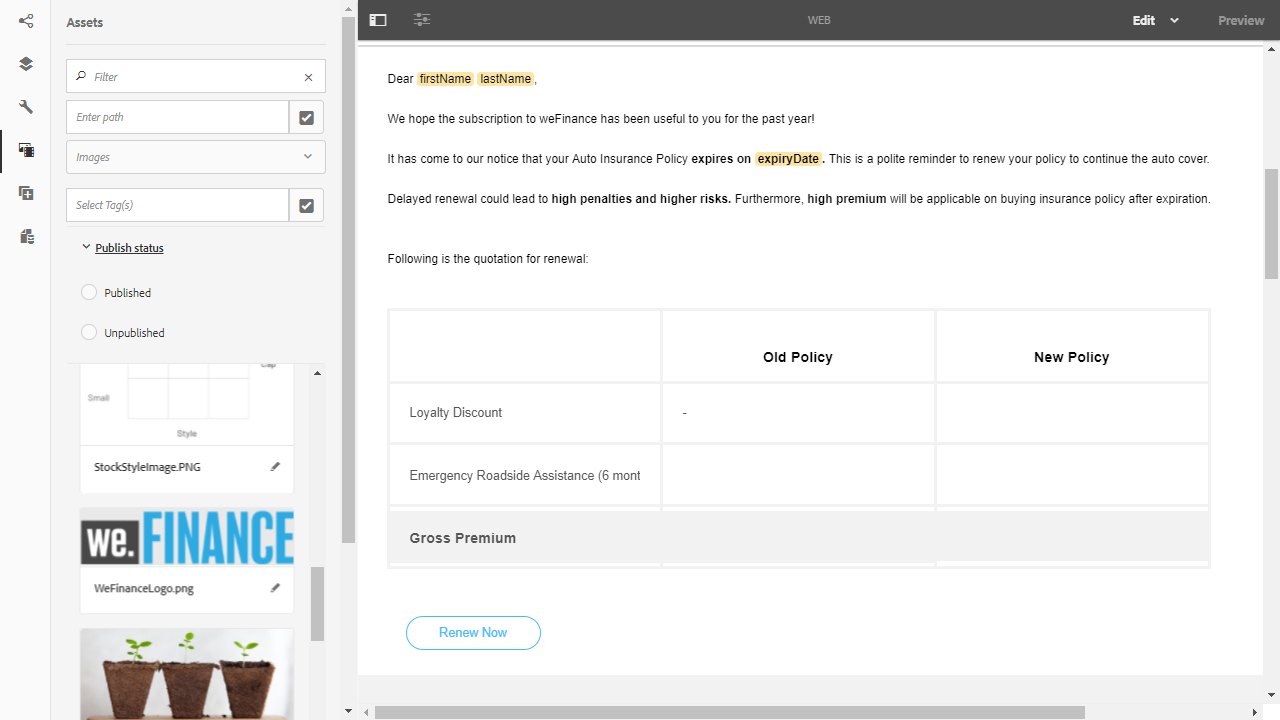 Assets
Filter
Enter path
Images
Select Tag(s)
Publish status
Published
Unpublished
Cap
Small
Style
StockStyleImage.PNG
we.FINANCE
WeFinanceLogo.png
WEB
Edit
Preview
Dear firstName lastName ,
We hope the subscription to weFinance has been useful to you for the past year!
It has come to our notice that your Auto Insurance Policy expires on expiryDate . This is a polite reminder to renew your policy to continue the auto cover.
Delayed renewal could lead to high penalties and higher risks. Furthermore, high premium will be applicable on buying insurance policy after expiration.
Following is the quotation for renewal:
Old Policy New Policy
Loyalty Discount -
Emergency Roadside Assistance (6 mont
Gross Premium
Renew Now